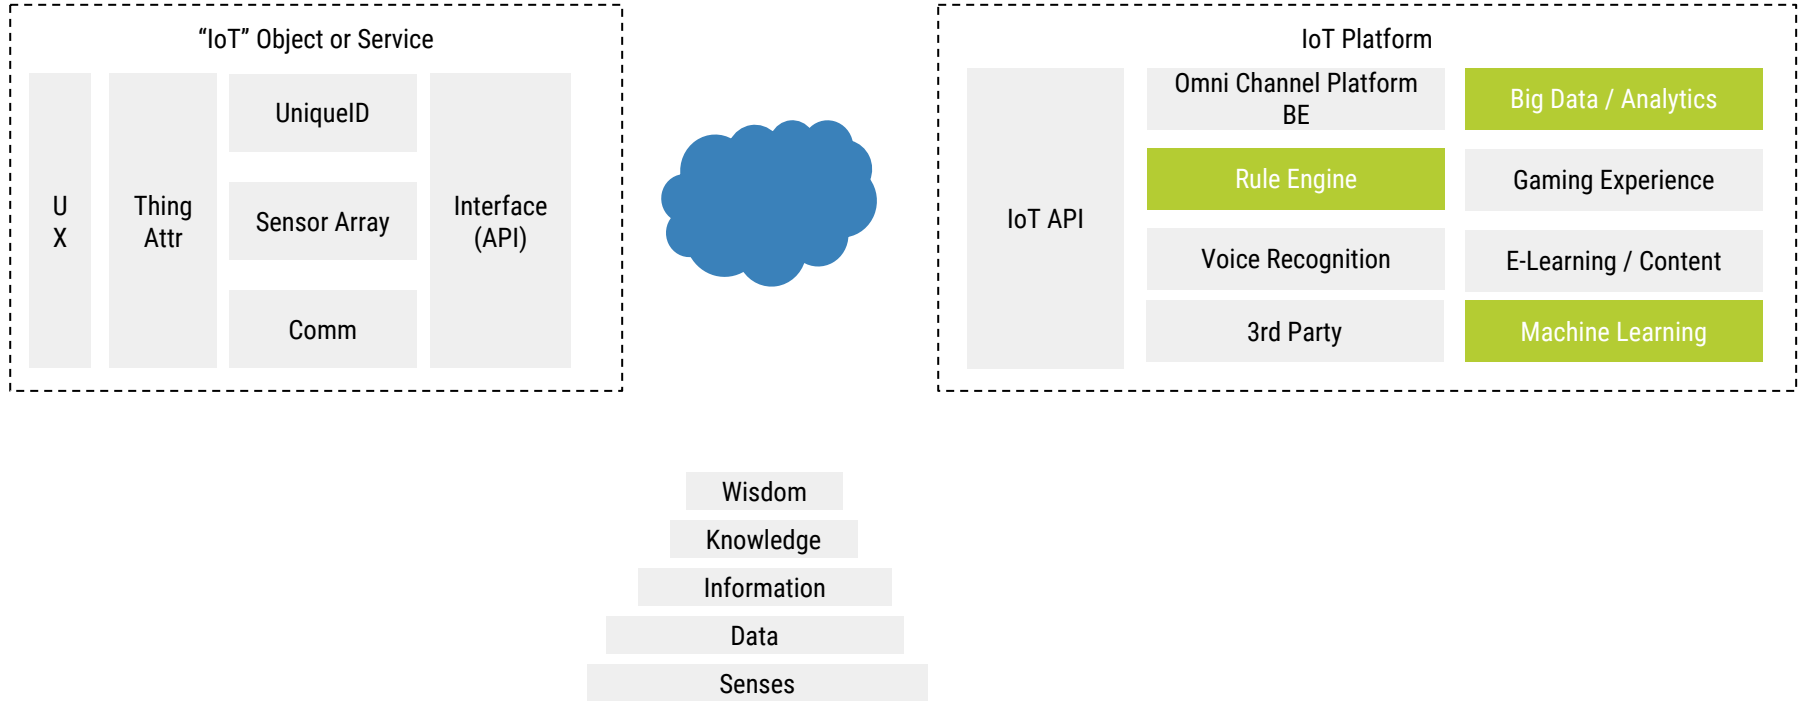 “IoT” Object or Service
U
X
Thing
Attr
UniqueID
Sensor Array
Comm
Interface
(API)
IoT Platform
IoT API
Omni Channel Platform
BE
Rule Engine
Voice Recognition
3rd Party
Big Data / Analytics
Gaming Experience
E-Learning / Content
Machine Learning
Wisdom
Knowledge
Information
Data
Senses